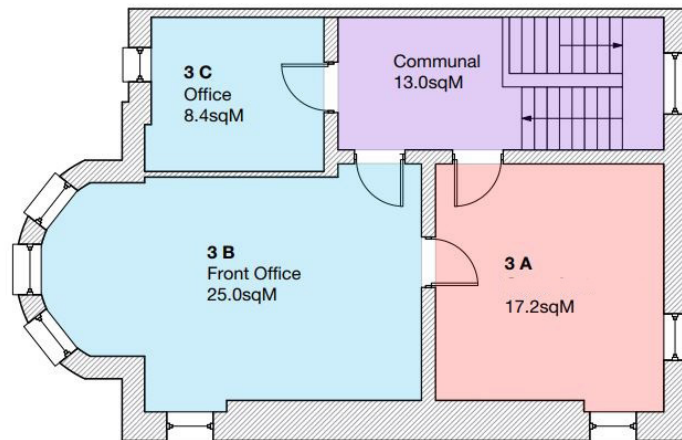 3 C
Office
8.4sqM
Communal
13.0sqM
3 B
Front Office
25.0sqM
3 A
17.2sqM